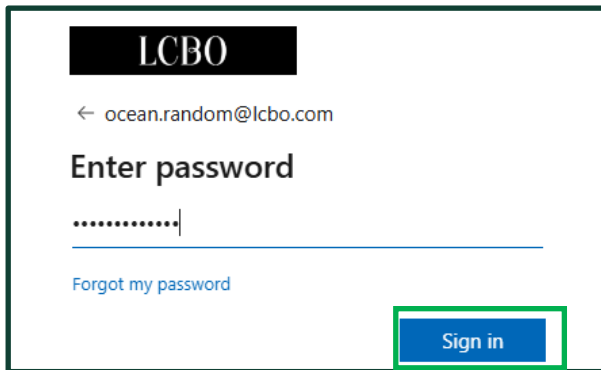 LCBO
← ocean.random@lcbo.com
Enter password
•••••••••••••
Forgot my password
Sign in